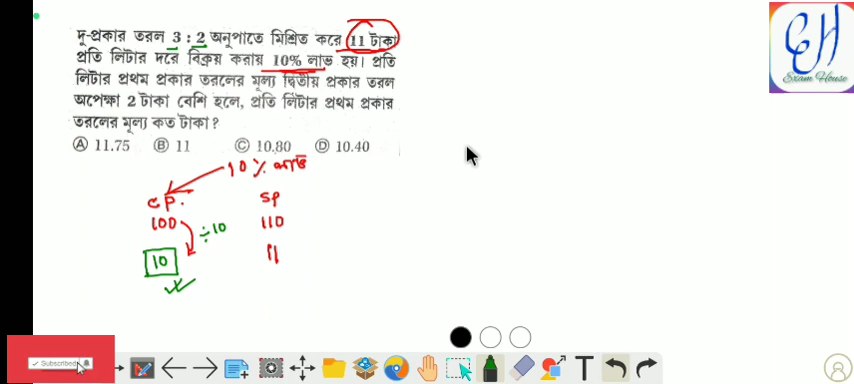 দু-প্রকার তরল 3 : 2 অনুপাতে মিশ্রিত করে 11 টাকা
প্রতি লিটার দরে বিক্রয় করায় 10% লাভ হয়। প্রতি
লিটার প্রথম প্রকার তরলের মূল্য দ্বিতীয় প্রকার তরল
অপেক্ষা 2 টাকা বেশি হলে, প্রতি লিটার প্রথম প্রকার
তরলের মূল্য কত টাকা?
Ⓐ 11.75 Ⓑ 11 Ⓒ 10.80 Ⓓ 10.40
10% লাভ
CP. SP
100 110
÷10
10 11
EH
Exam House
Subscribed
T